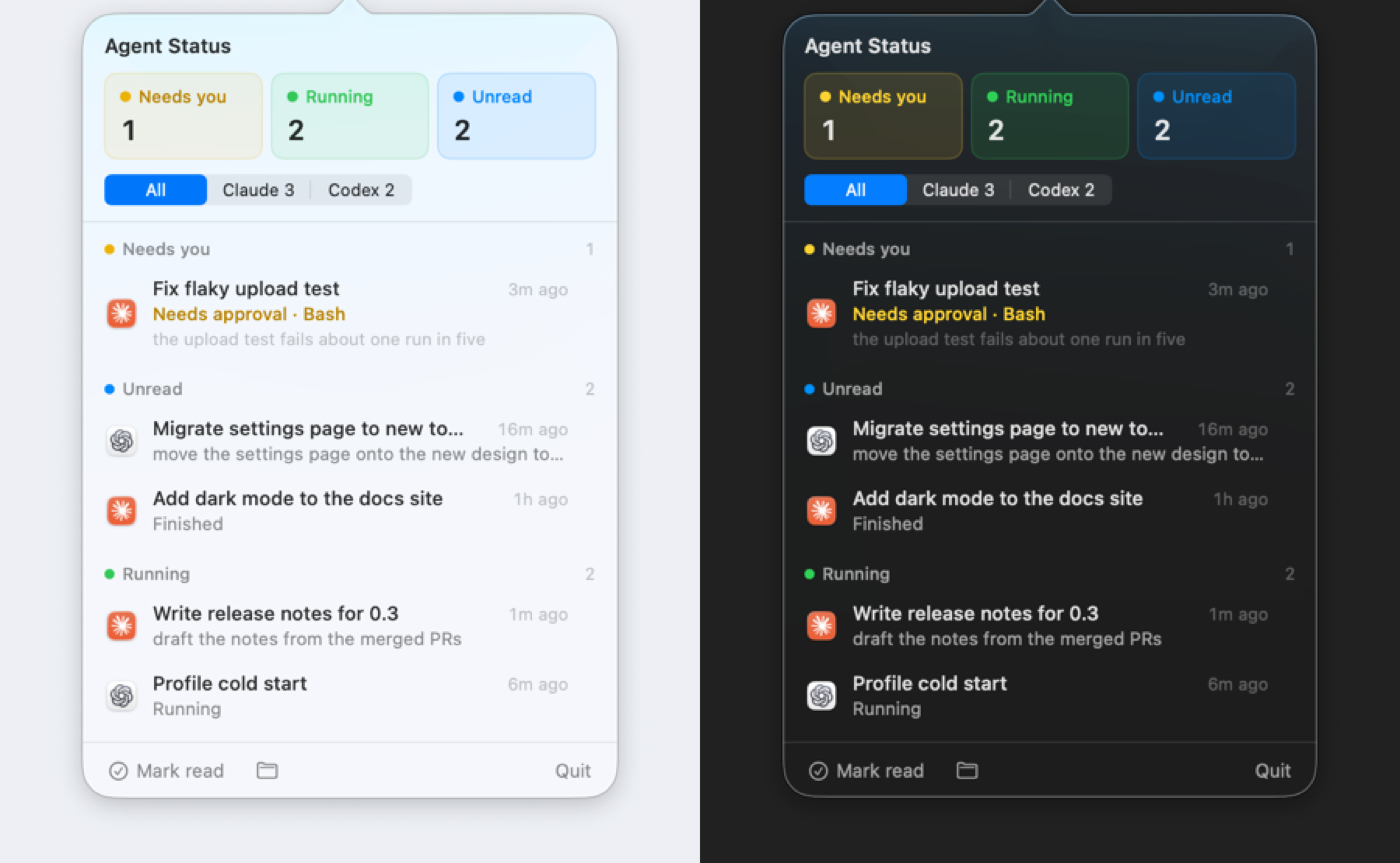 Agent Status
Needs you
1
Running
2
Unread
2
All
Claude 3
Codex 2
Needs you 1
Fix flaky upload test 3m ago
Needs approval · Bash
the upload test fails about one run in five
Unread 2
Migrate settings page to new to... 16m ago
move the settings page onto the new design to...
Add dark mode to the docs site 1h ago
Finished
Running 2
Write release notes for 0.3 1m ago
draft the notes from the merged PRs
Profile cold start 6m ago
Running
Mark read
Quit
Agent Status
Needs you
1
Running
2
Unread
2
All
Claude 3
Codex 2
Needs you 1
Fix flaky upload test 3m ago
Needs approval · Bash
the upload test fails about one run in five
Unread 2
Migrate settings page to new to... 16m ago
move the settings page onto the new design to...
Add dark mode to the docs site 1h ago
Finished
Running 2
Write release notes for 0.3 1m ago
draft the notes from the merged PRs
Profile cold start 6m ago
Running
Mark read
Quit